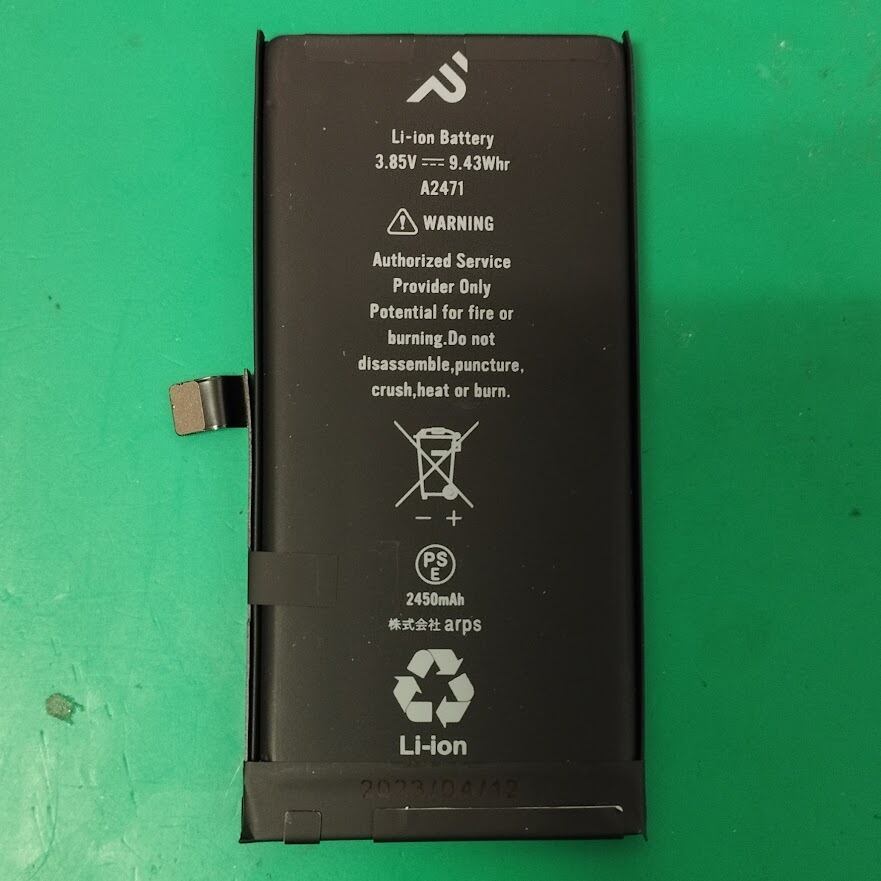 Li-ion Battery
3.85V ⎓ 9.43Whr
A2471
WARNING
Authorized Service
Provider Only
Potential for fire or
burning.Do not
disassemble,puncture,
crush,heat or burn.
− +
PS
E
2450mAh
株式会社 arps
Li-ion
2023/04/12